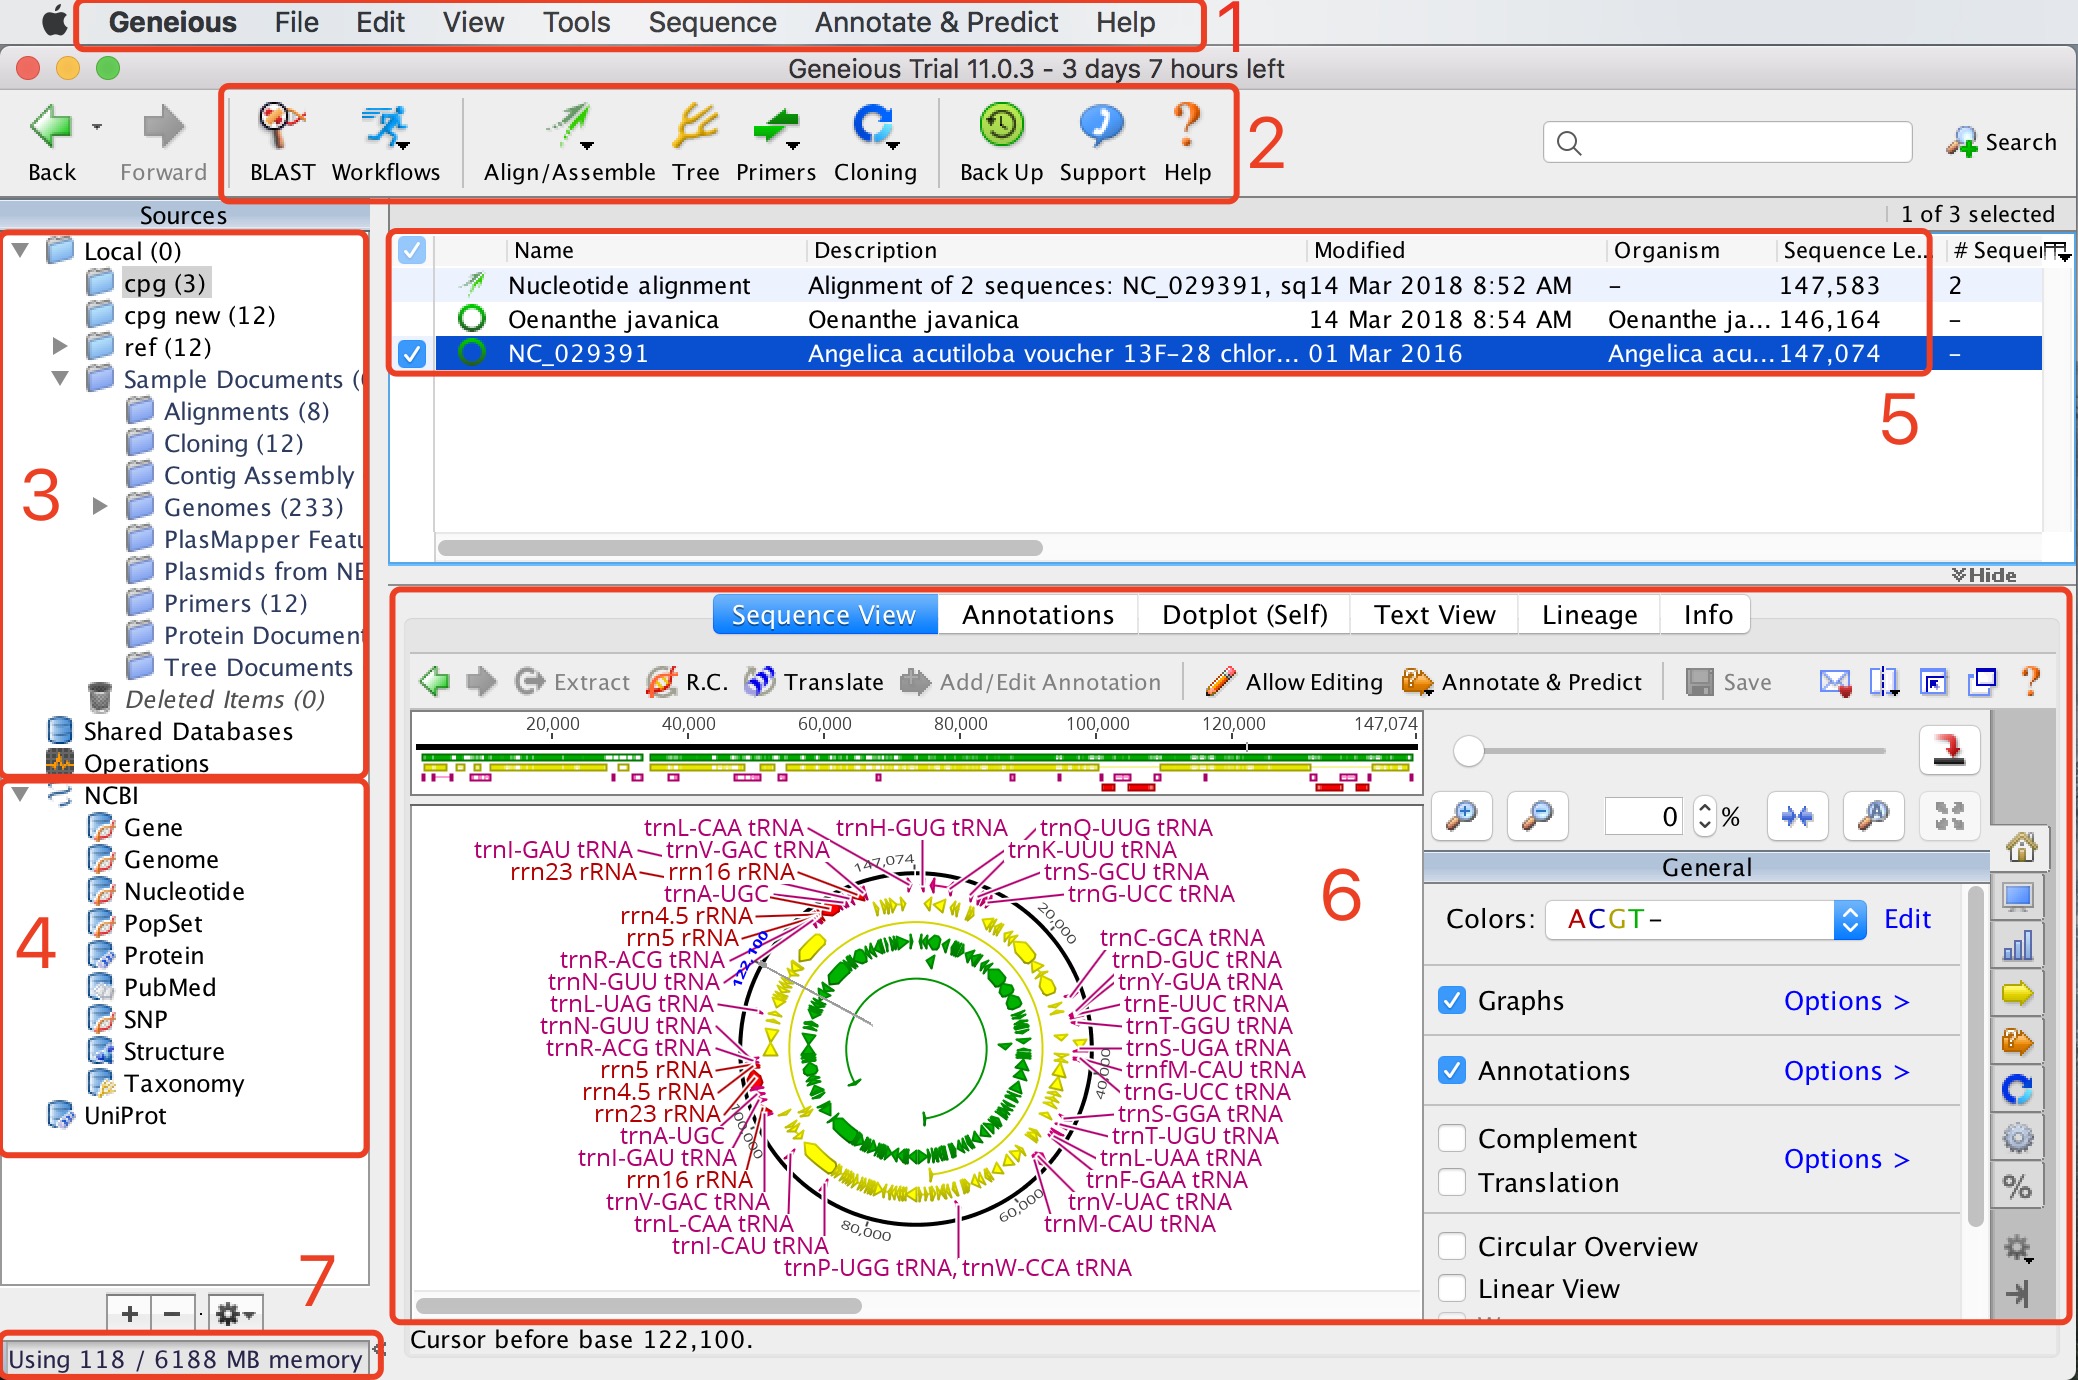 Geneious File Edit View Tools Sequence Annotate & Predict Help
1
Geneious Trial 11.0.3 - 3 days 7 hours left
Back Forward BLAST Workflows Align/Assemble Tree Primers Cloning Back Up Support Help
2
Search
Sources
1 of 3 selected
Local (0)
cpg (3)
cpg new (12)
ref (12)
Sample Documents (
Alignments (8)
Cloning (12)
Contig Assembly
Genomes (233)
PlasMapper Featu
Plasmids from NE
Primers (12)
Protein Document
Tree Documents
Deleted Items (0)
Shared Databases
Operations
3
NCBI
Gene
Genome
Nucleotide
PopSet
Protein
PubMed
SNP
Structure
Taxonomy
UniProt
4
7
+ −
Using 118 / 6188 MB memory
Name Description Modified Organism Sequence Le... # Sequen
Nucleotide alignment Alignment of 2 sequences: NC_029391, sq 14 Mar 2018 8:52 AM – 147,583 2
Oenanthe javanica Oenanthe javanica 14 Mar 2018 8:54 AM Oenanthe ja... 146,164 –
NC_029391 Angelica acutiloba voucher 13F-28 chlor... 01 Mar 2016 Angelica acu... 147,074 –
5
Hide
Sequence View Annotations Dotplot (Self) Text View Lineage Info
Extract R.C. Translate Add/Edit Annotation Allow Editing Annotate & Predict Save
20,000 40,000 60,000 80,000 100,000 120,000 147,074
trnL-CAA tRNA trnH-GUG tRNA trnQ-UUG tRNA
trnI-GAU tRNA trnV-GAC tRNA trnK-UUU tRNA
147,074
rrn23 rRNA rrn16 rRNA trnS-GCU tRNA
trnA-UGC trnG-UCC tRNA
rrn4.5 rRNA
20,000
rrn5 rRNA trnC-GCA tRNA
122,100
trnR-ACG tRNA trnD-GUC tRNA
trnN-GUU tRNA trnY-GUA tRNA
trnL-UAG tRNA trnE-UUC tRNA
trnN-GUU tRNA trnT-GGU tRNA
trnR-ACG tRNA trnS-UGA tRNA
rrn5 rRNA trnfM-CAU tRNA
40,000
rrn4.5 rRNA trnG-UCC tRNA
rrn23 rRNA trnS-GGA tRNA
100,000
trnA-UGC trnT-UGU tRNA
trnI-GAU tRNA trnL-UAA tRNA
rrn16 rRNA trnF-GAA tRNA
trnV-GAC tRNA trnV-UAC tRNA
60,000
trnL-CAA tRNA trnM-CAU tRNA
80,000
trnI-CAU tRNA
trnP-UGG tRNA, trnW-CCA tRNA
6
0 %
General
Colors: ACGT– Edit
Graphs Options >
Annotations Options >
Complement
Options >
Translation
Circular Overview
Linear View
Cursor before base 122,100.